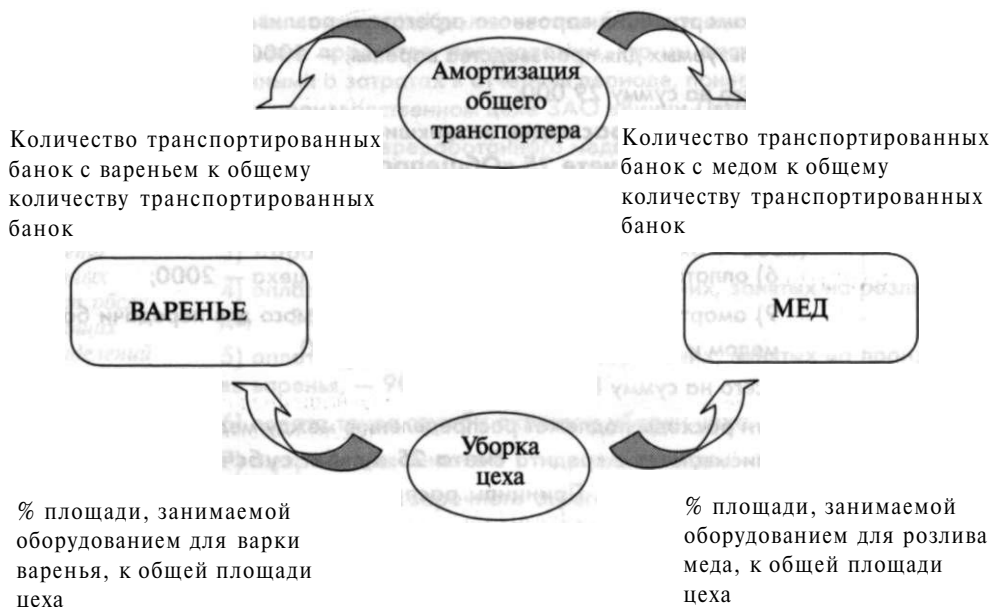 Амортизация
общего
транспортера
Количество транспортированных
банок с вареньем к общему
количеству транспортированных
банок
Количество транспортированных
банок с медом к общему
количеству транспортированных
банок
ВАРЕНЬЕ
МЕД
Уборка
цеха
% площади, занимаемой
оборудованием для варки
варенья, к общей площади
цеха
% площади, занимаемой
оборудованием для розлива
меда, к общей площади
цеха